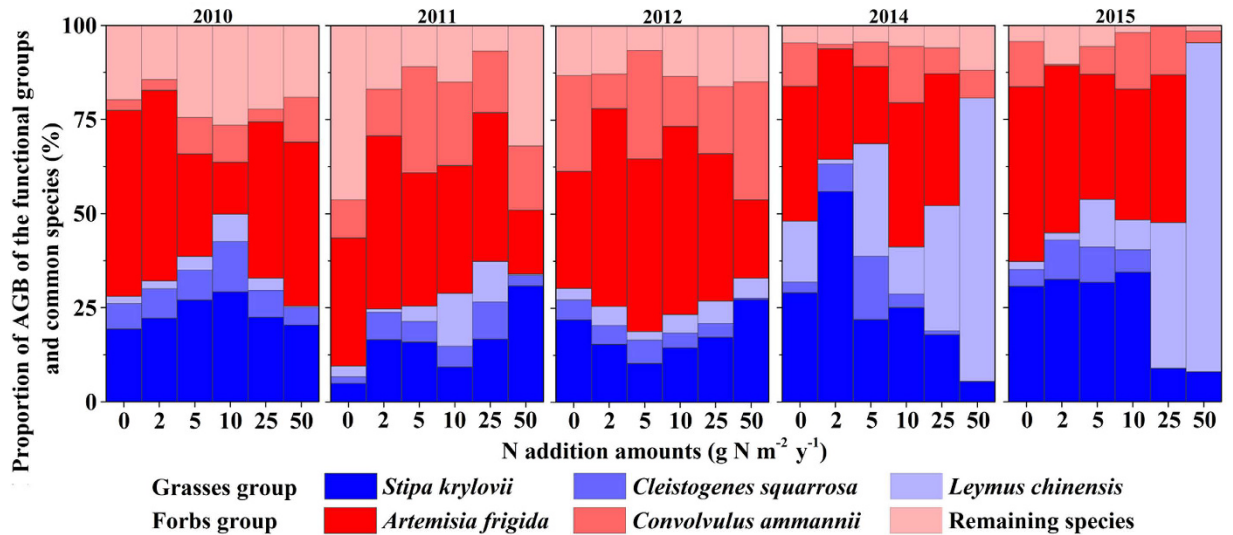 2010 2011 2012 2014 2015
Proportion of AGB of the functional groups
and common species (%)
100
75
50
25
0
0 2 5 10 25 50 0 2 5 10 25 50 0 2 5 10 25 50 0 2 5 10 25 50 0 2 5 10 25 50
N addition amounts (g N m⁻² y⁻¹)
Grasses group Stipa krylovii Cleistogenes squarrosa Leymus chinensis
Forbs group Artemisia frigida Convolvulus ammannii Remaining species